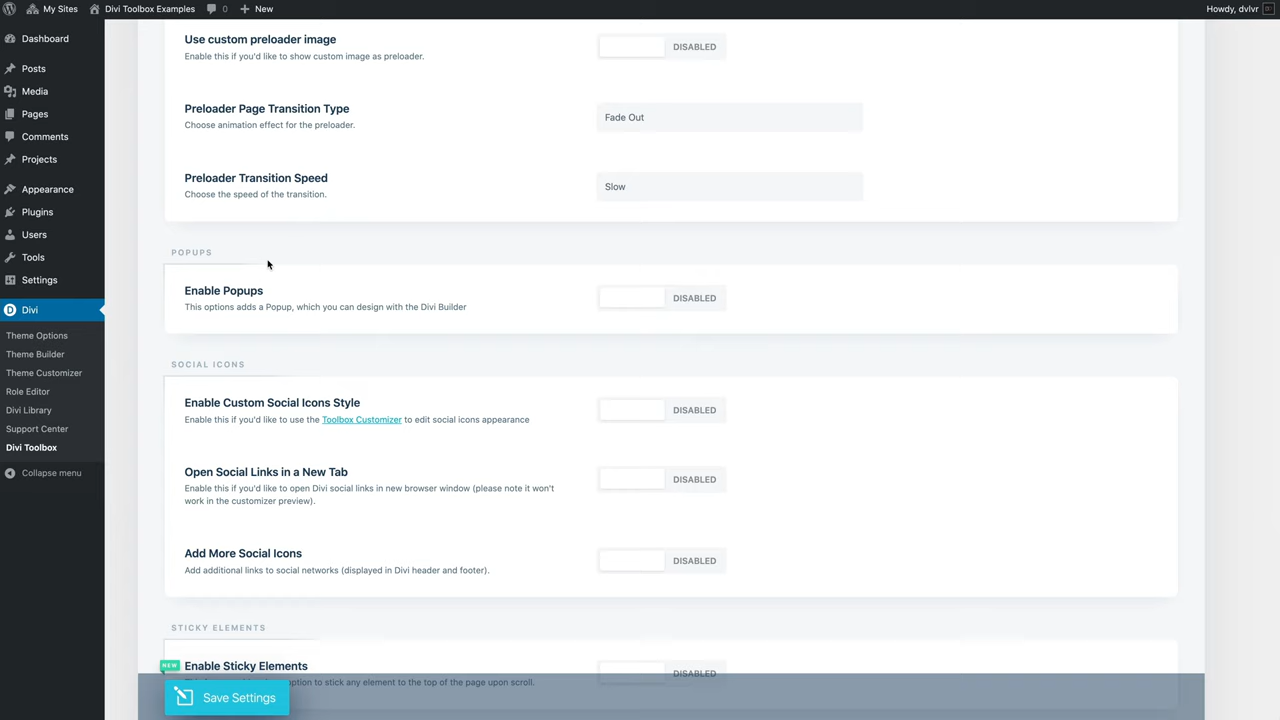 My Sites
Divi Toolbox Examples
0
New
Howdy, dvlvr
Dashboard
Posts
Media
Pages
Comments
Projects
Appearance
Plugins
Users
Tools
Settings
Divi
Theme Options
Theme Builder
Theme Customizer
Role Editor
Divi Library
Support Center
Divi Toolbox
Collapse menu
Use custom preloader image
DISABLED
Enable this if you'd like to show custom image as preloader.
Preloader Page Transition Type
Fade Out
Choose animation effect for the preloader.
Preloader Transition Speed
Slow
Choose the speed of the transition.
POPUPS
Enable Popups
DISABLED
This options adds a Popup, which you can design with the Divi Builder
SOCIAL ICONS
Enable Custom Social Icons Style
DISABLED
Enable this if you'd like to use the Toolbox Customizer to edit social icons appearance
Open Social Links in a New Tab
DISABLED
Enable this if you'd like to open Divi social links in new browser window (please note it won't
work in the customizer preview).
Add More Social Icons
DISABLED
Add additional links to social networks (displayed in Divi header and footer).
STICKY ELEMENTS
NEW
Enable Sticky Elements
DISABLED
option to stick any element to the top of the page upon scroll.
Save Settings